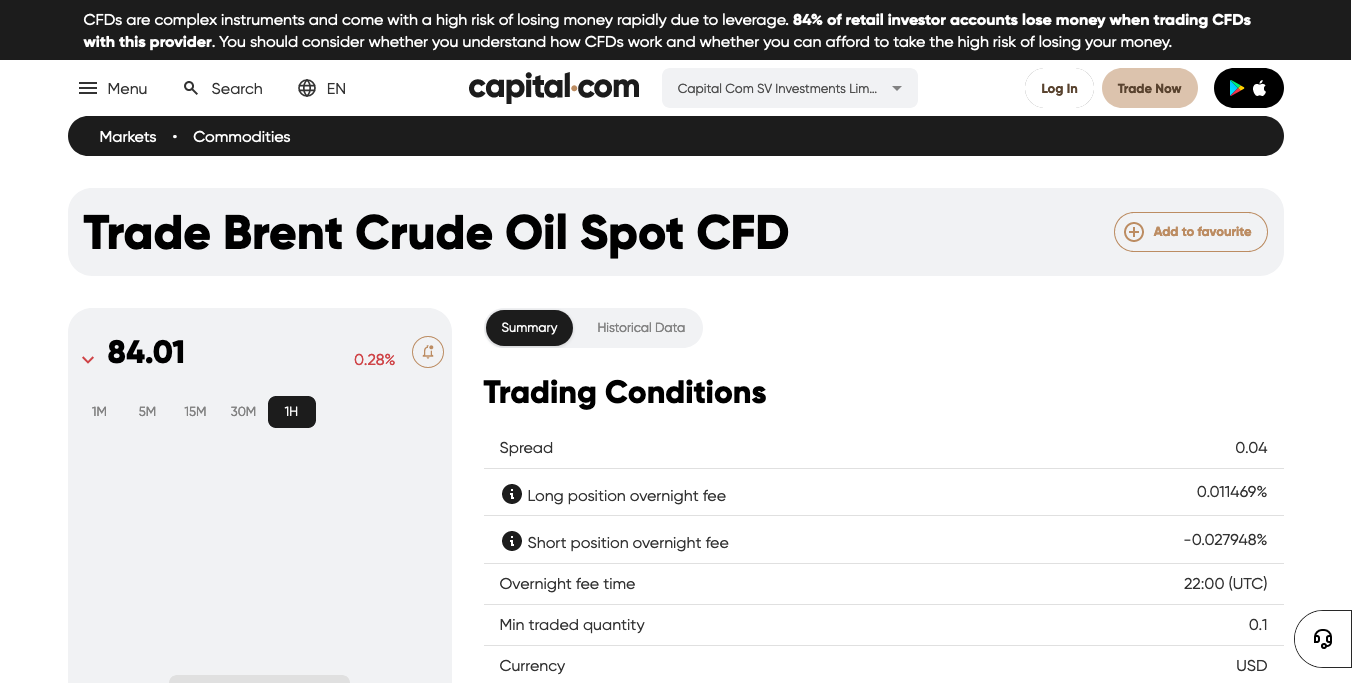 CFDs are complex instruments and come with a high risk of losing money rapidly due to leverage. 84% of retail investor accounts lose money when trading CFDs
with this provider. You should consider whether you understand how CFDs work and whether you can afford to take the high risk of losing your money.
Menu Search EN capital.com Capital Com SV Investments Lim... Log In Trade Now
Markets • Commodities
Trade Brent Crude Oil Spot CFD Add to favourite
84.01 0.28%
1M 5M 15M 30M 1H
Summary Historical Data
Trading Conditions
Spread 0.04
Long position overnight fee 0.011469%
Short position overnight fee -0.027948%
Overnight fee time 22:00 (UTC)
Min traded quantity 0.1
Currency USD